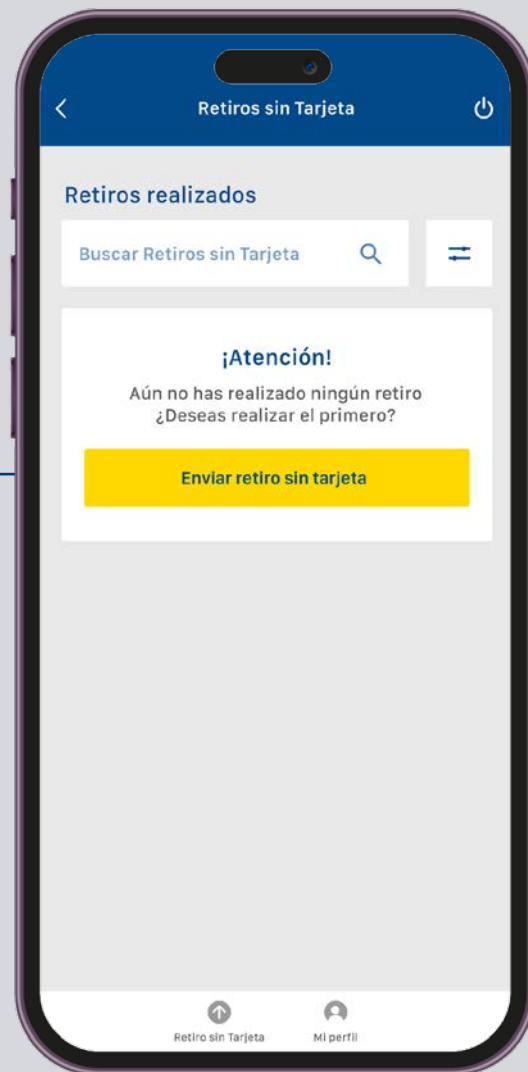 Retiros sin Tarjeta
Retiros realizados
Buscar Retiros sin Tarjeta
¡Atención!
Aún no has realizado ningún retiro
¿Deseas realizar el primero?
Enviar retiro sin tarjeta
Retiro sin Tarjeta
Mi perfil